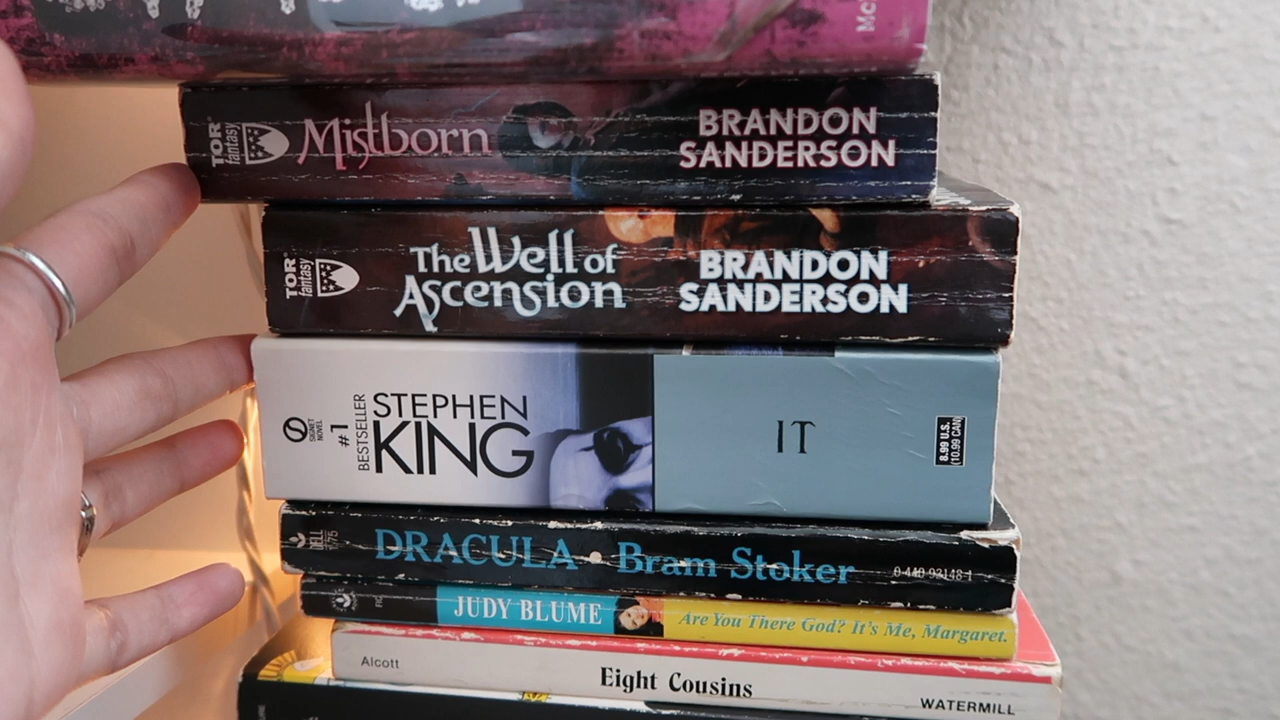 Mc
TOR
fantasy
Mistborn
BRANDON
SANDERSON
TOR
fantasy
The Well of
Ascension
BRANDON
SANDERSON
SIGNET
NOVEL
#1
BESTSELLER
STEPHEN
KING
IT
8.99 U.S.
(10.99 CAN)
DELL
DRACULA • Bram Stoker
0-440-92148-1
JUDY BLUME
Are You There God? It's Me, Margaret.
Alcott
Eight Cousins
WATERMILL